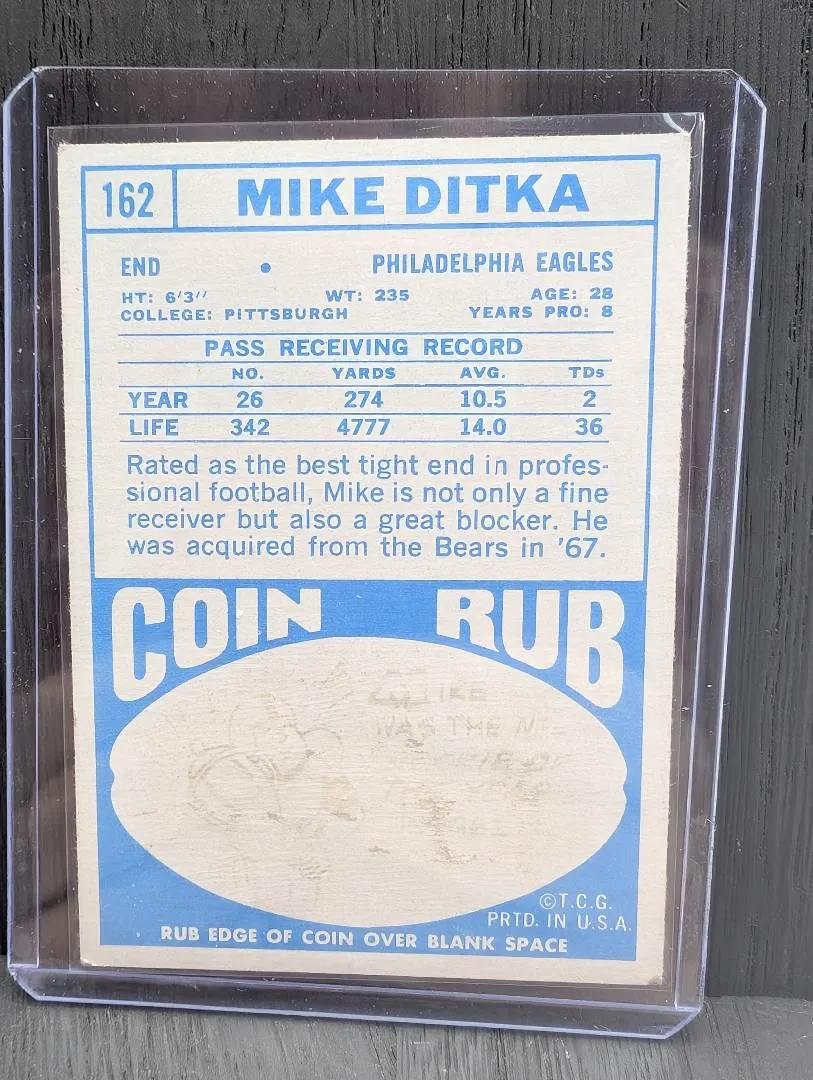 162 MIKE DITKA
END • PHILADELPHIA EAGLES
HT: 6'3" WT: 235 AGE: 28
COLLEGE: PITTSBURGH YEARS PRO: 8
PASS RECEIVING RECORD
NO. YARDS AVG. TDs
YEAR 26 274 10.5 2
LIFE 342 4777 14.0 36
Rated as the best tight end in profes-
sional football, Mike is not only a fine
receiver but also a great blocker. He
was acquired from the Bears in '67.
COIN RUB
WAS THE
©T.C.G.
PRTD. IN U.S.A.
RUB EDGE OF COIN OVER BLANK SPACE